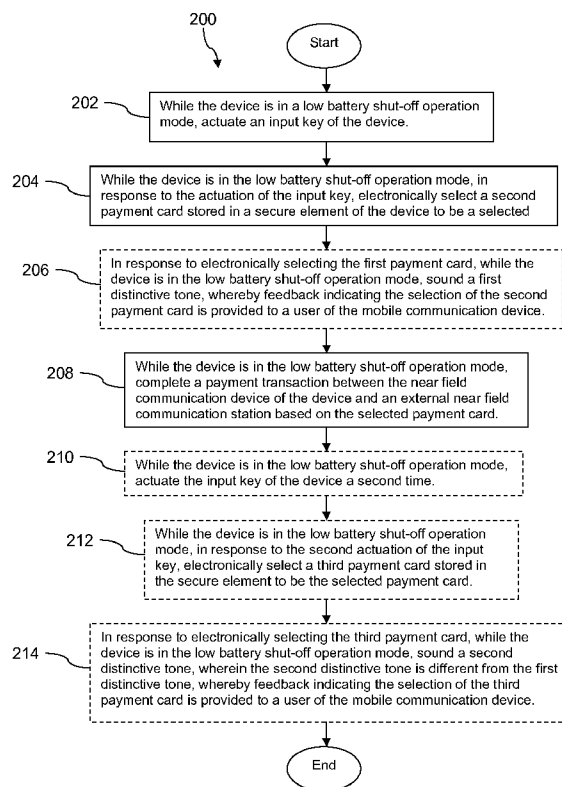 200
Start
202
While the device is in a low battery shut-off operation
mode, actuate an input key of the device.
204
While the device is in the low battery shut-off operation mode, in
response to the actuation of the input key, electronically select a second
payment card stored in a secure element of the device to be a selected
206
In response to electronically selecting the first payment card, while the
device is in the low battery shut-off operation mode, sound a first
distinctive tone, whereby feedback indicating the selection of the second
payment card is provided to a user of the mobile communication device.
208
While the device is in the low battery shut-off operation mode,
complete a payment transaction between the near field
communication device of the device and an external near field
communication station based on the selected payment card.
210
While the device is in the low battery shut-off operation mode,
actuate the input key of the device a second time.
212
While the device is in the low battery shut-off operation
mode, in response to the second actuation of the input
key, electronically select a third payment card stored in
the secure element to be the selected payment card.
214
In response to electronically selecting the third payment card, while the
device is in the low battery shut-off operation mode, sound a second
distinctive tone, wherein the second distinctive tone is different from the first
distinctive tone, whereby feedback indicating the selection of the third
payment card is provided to a user of the mobile communication device.
End